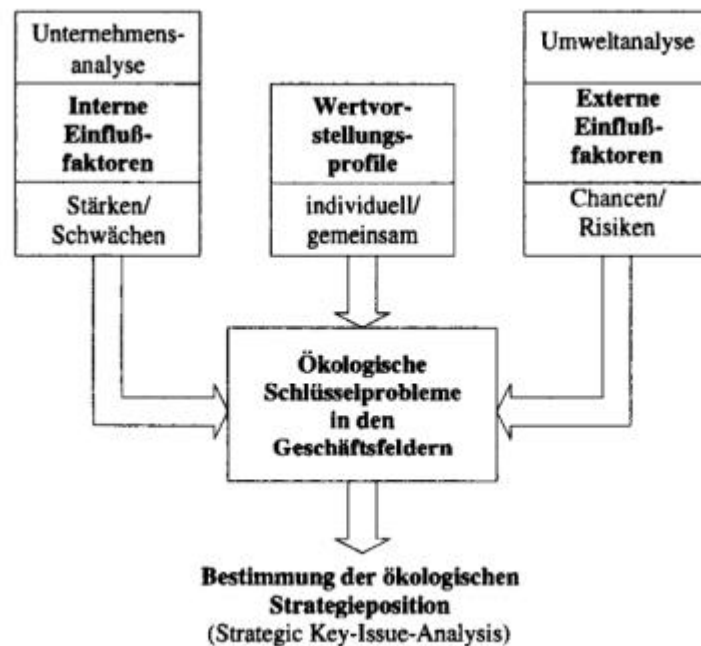 Unternehmens-
analyse
Interne
Einfluß-
faktoren
Stärken/
Schwächen
Wertvor-
stellungs-
profile
individuell/
gemeinsam
Umweltanalyse
Externe
Einfluß-
faktoren
Chancen/
Risiken
Ökologische
Schlüsselprobleme
in den
Geschäftsfeldern
Bestimmung der ökologischen
Strategieposition
(Strategic Key-Issue-Analysis)